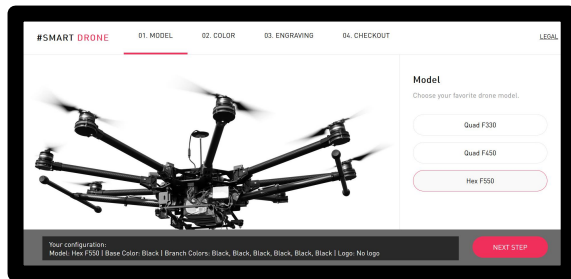 #SMART DRONE
01. MODEL
02. COLOR
03. ENGRAVING
04. CHECKOUT
LEGAL
Model
Choose your favorite drone model.
Quad F330
Quad F450
Hex F550
Your configuration:
Model: Hex F550 | Base Color: Black | Branch Colors: Black, Black, Black, Black, Black, Black | Logo: No logo
NEXT STEP